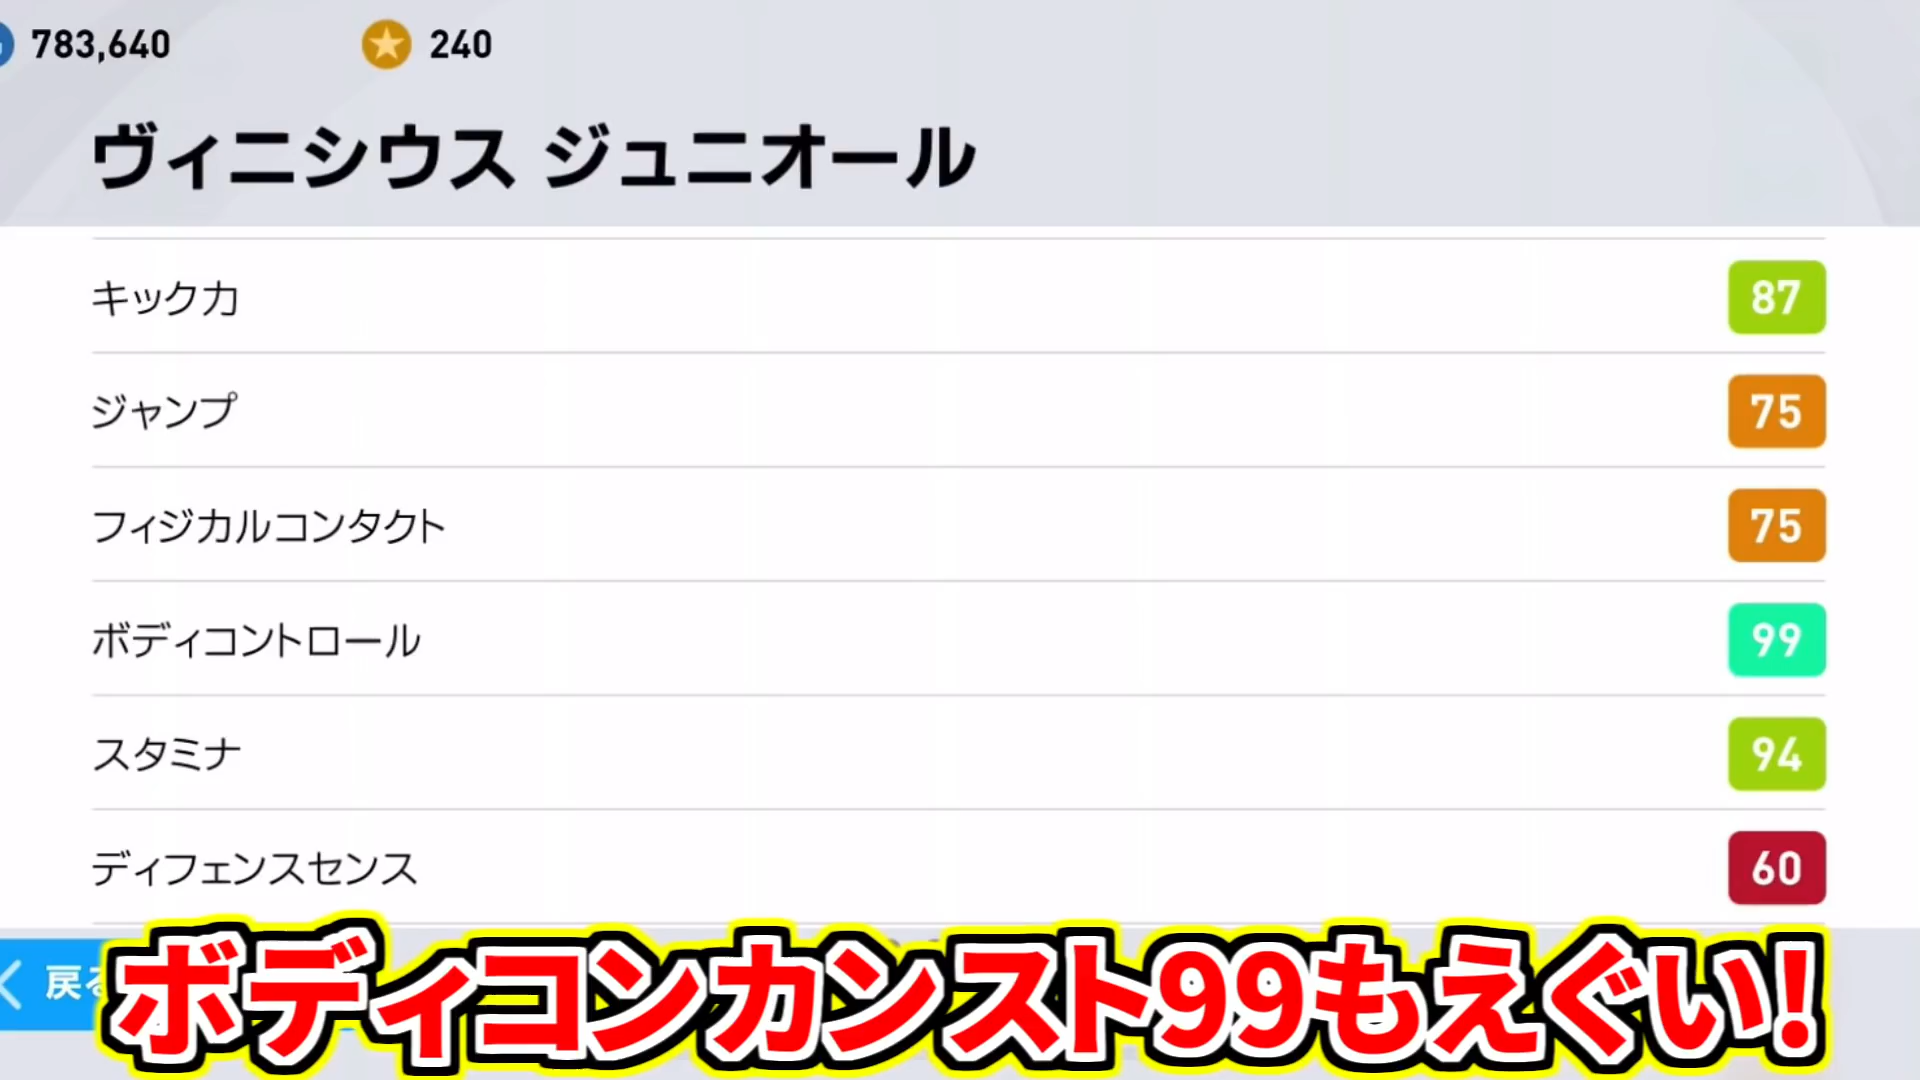 783,640
240
ヴィニシウス ジュニオール
キック力
87
ジャンプ
75
フィジカルコンタクト
75
ボディコントロール
99
スタミナ
94
ディフェンスセンス
60
戻る
ボディコンカンスト99もえぐい!